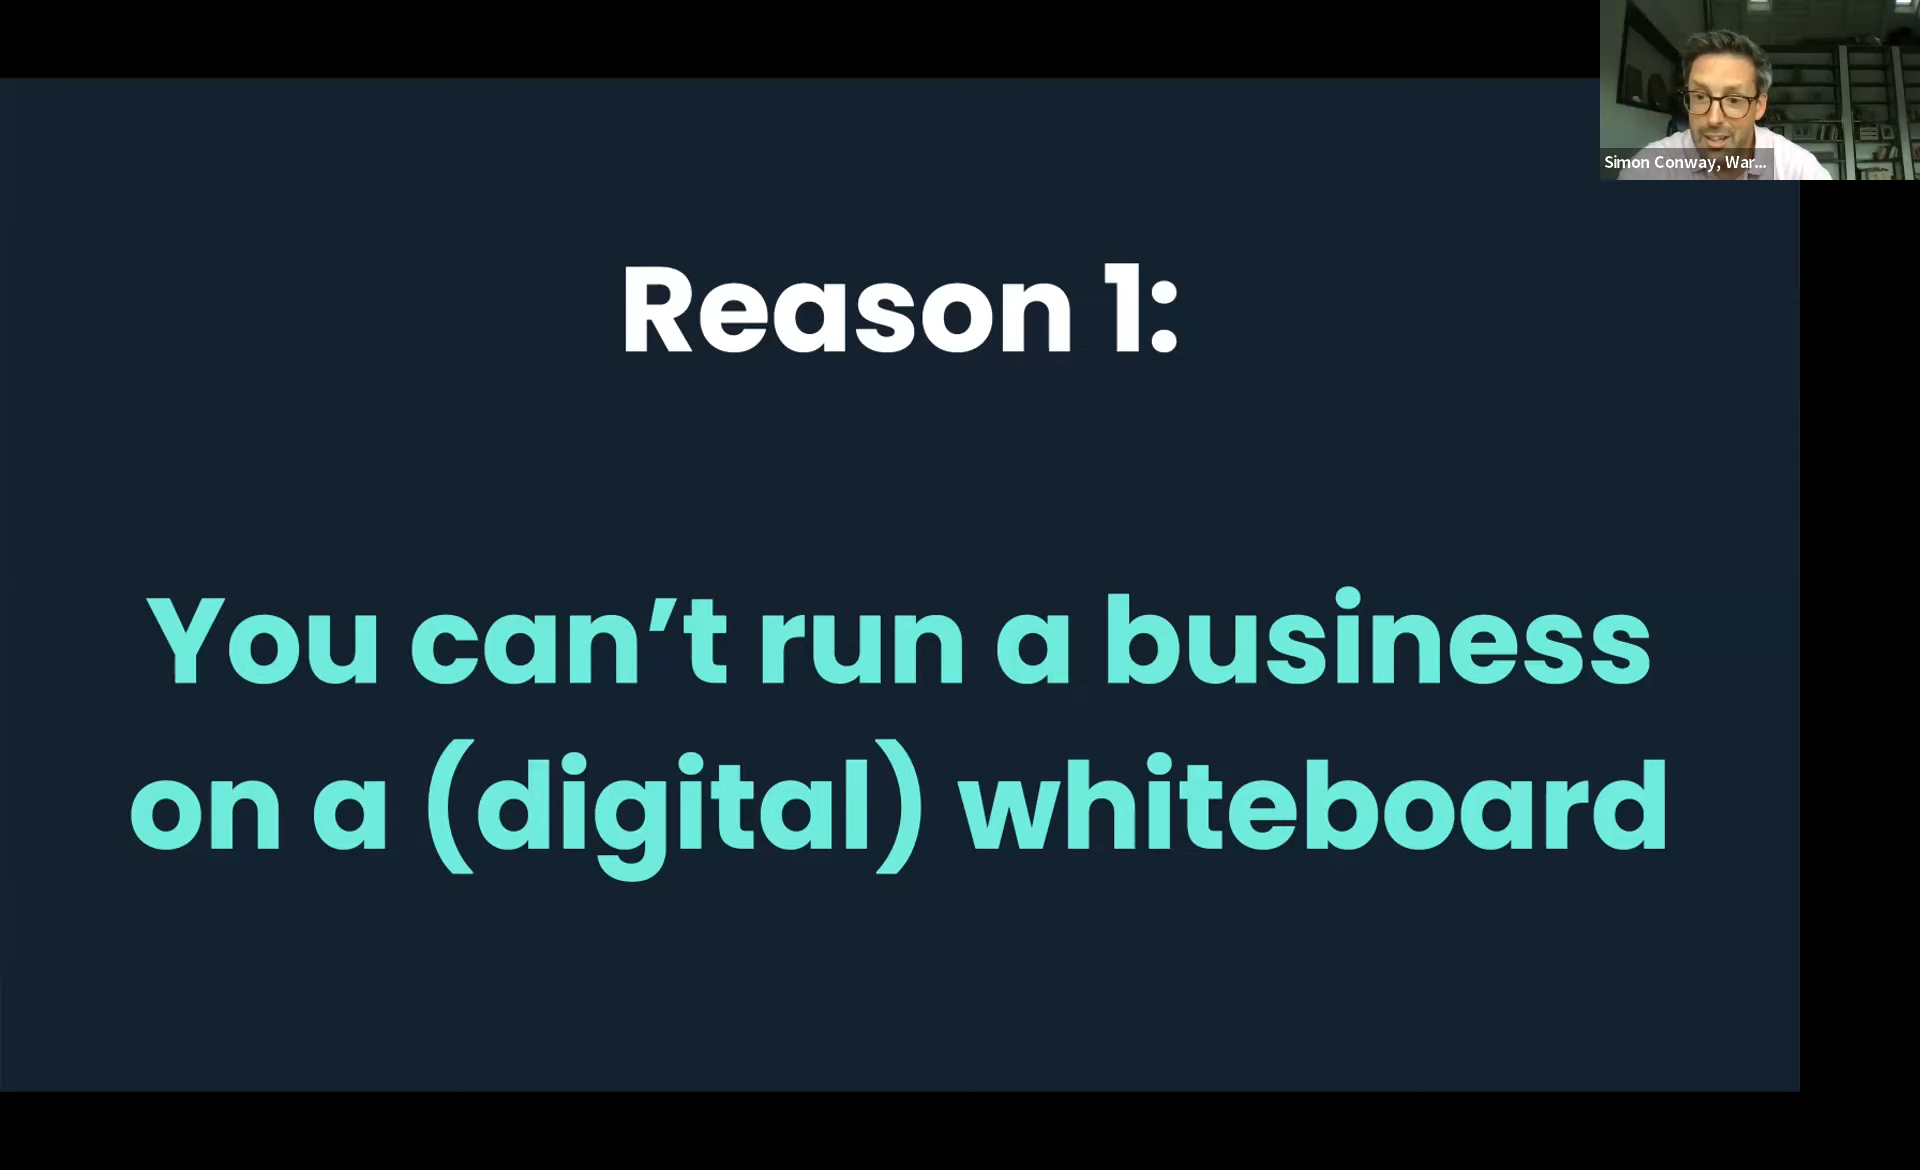 Simon Conway, War...
Reason 1:
You can’t run a business
on a (digital) whiteboard